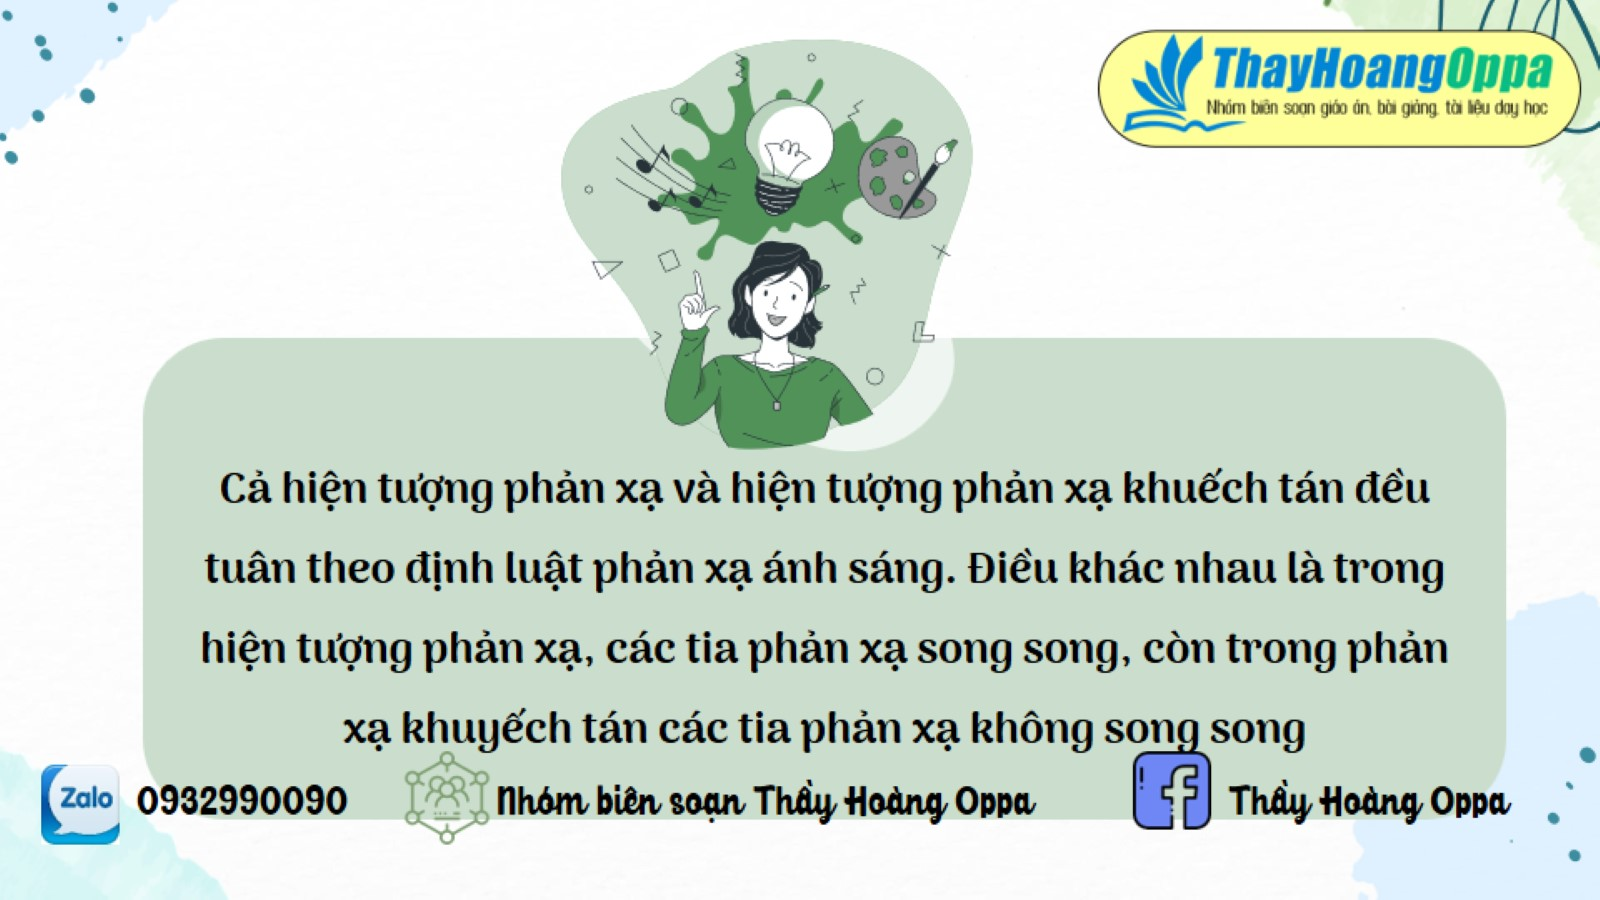 ThayHoangOppa
Nhóm biên soạn giáo án, bài giảng, tài liệu dạy học
Cả hiện tượng phản xạ và hiện tượng phản xạ khuếch tán đều
tuân theo định luật phản xạ ánh sáng. Điều khác nhau là trong
hiện tượng phản xạ, các tia phản xạ song song, còn trong phản
xạ khuyếch tán các tia phản xạ không song song
Zalo 0932990090 Nhóm biên soạn Thầy Hoàng Oppa f Thầy Hoàng Oppa